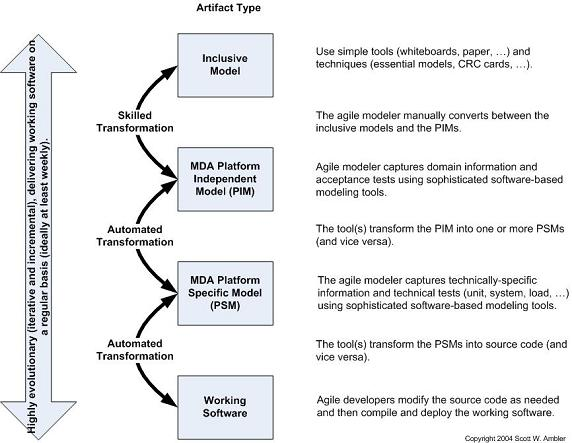 Artifact Type
Highly evolutionary (iterative and incremental), delivering working software on
a regular basis (ideally at least weekly).
Inclusive
Model
Use simple tools (whiteboards, paper, …) and
techniques (essential models, CRC cards, …).
Skilled
Transformation
The agile modeler manually converts between the
inclusive models and the PIMs.
MDA Platform
Independent
Model (PIM)
Agile modeler captures domain information and
acceptance tests using sophisticated software-based
modeling tools.
Automated
Transformation
The tool(s) transform the PIM into one or more PSMs
(and vice versa).
MDA Platform
Specific Model
(PSM)
The agile modeler captures technically-specific
information and technical tests (unit, system, load, …)
using sophisticated software-based modeling tools.
Automated
Transformation
The tool(s) transform the PSMs into source code (and
vice versa).
Working
Software
Agile developers modify the source code as needed
and then compile and deploy the working software.
Copyright 2004 Scott W. Ambler